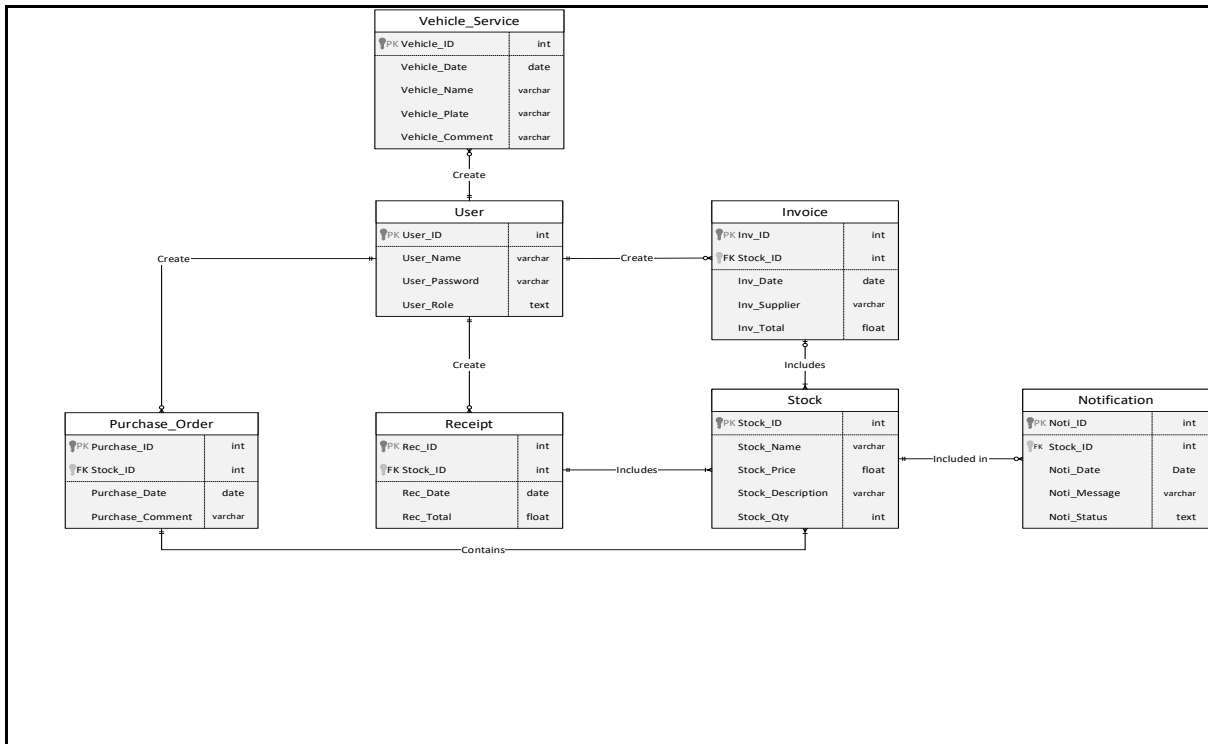 Vehicle_Service
PK Vehicle_ID int
Vehicle_Date date
Vehicle_Name varchar
Vehicle_Plate varchar
Vehicle_Comment varchar
Create
User
PK User_ID int
User_Name varchar
User_Password varchar
User_Role text
Create
Create
Create
Invoice
PK Inv_ID int
FK Stock_ID int
Inv_Date date
Inv_Supplier varchar
Inv_Total float
Includes
Purchase_Order
PK Purchase_ID int
FK Stock_ID int
Purchase_Date date
Purchase_Comment varchar
Receipt
PK Rec_ID int
FK Stock_ID int
Rec_Date date
Rec_Total float
Includes
Stock
PK Stock_ID int
Stock_Name varchar
Stock_Price float
Stock_Description varchar
Stock_Qty int
Included in
Notification
PK Noti_ID int
FK Stock_ID int
Noti_Date Date
Noti_Message varchar
Noti_Status text
Contains